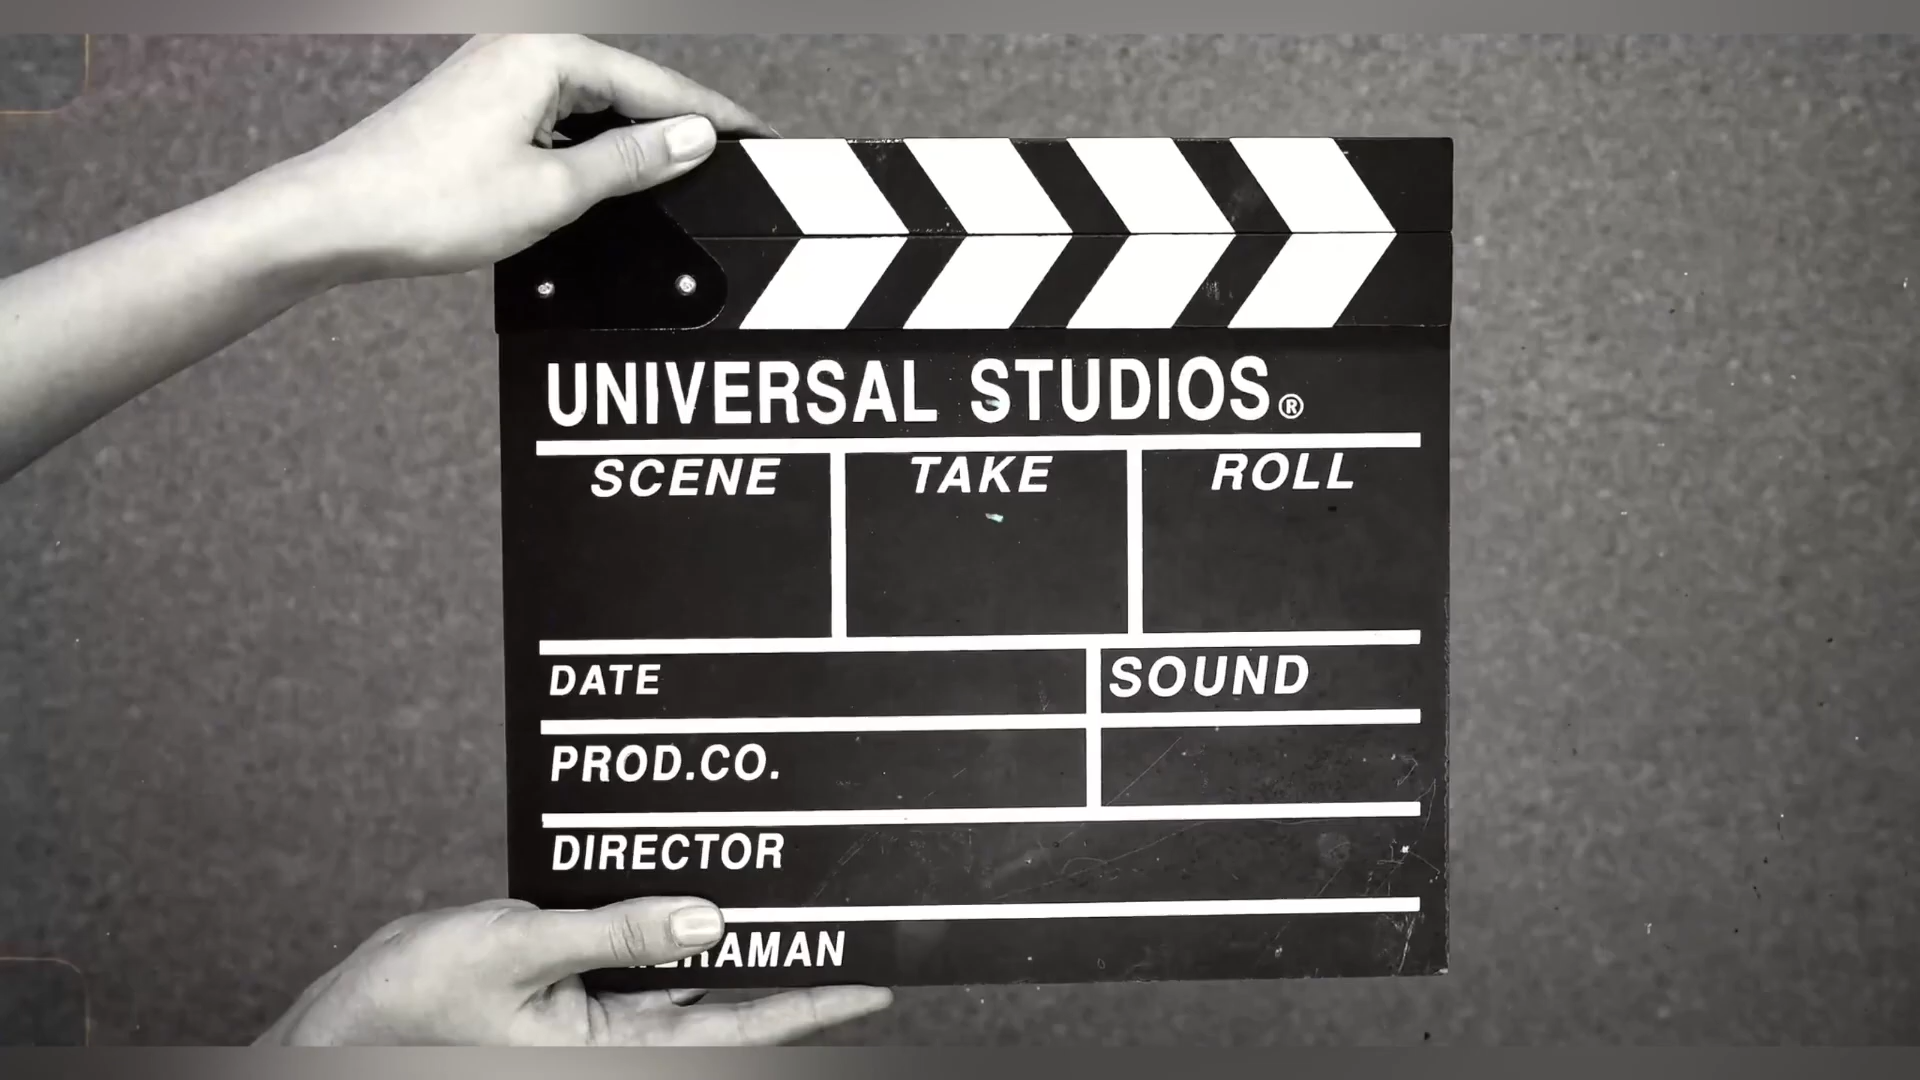 UNIVERSAL STUDIOS®
SCENE TAKE ROLL
DATE SOUND
PROD.CO.
DIRECTOR